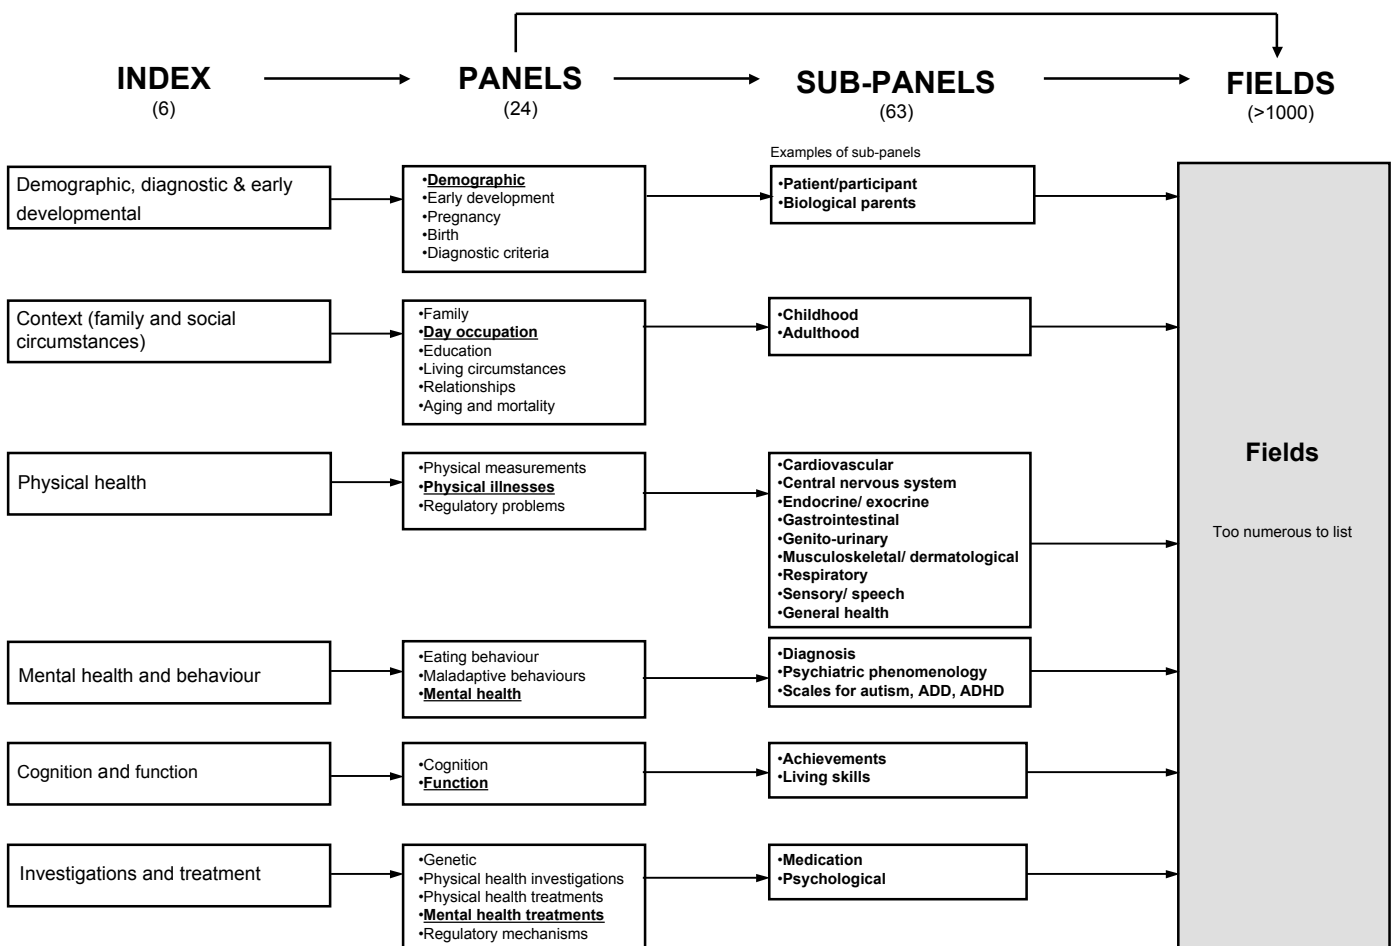 INDEX
(6)
PANELS
(24)
SUB-PANELS
(63)
FIELDS
(>1000)
Examples of sub-panels
Demographic, diagnostic & early
developmental
•Demographic
•Early development
•Pregnancy
•Birth
•Diagnostic criteria
•Patient/participant
•Biological parents
Context (family and social
circumstances)
•Family
•Day occupation
•Education
•Living circumstances
•Relationships
•Aging and mortality
•Childhood
•Adulthood
Physical health
•Physical measurements
•Physical illnesses
•Regulatory problems
•Cardiovascular
•Central nervous system
•Endocrine/ exocrine
•Gastrointestinal
•Genito-urinary
•Musculoskeletal/ dermatological
•Respiratory
•Sensory/ speech
•General health
Mental health and behaviour
•Eating behaviour
•Maladaptive behaviours
•Mental health
•Diagnosis
•Psychiatric phenomenology
•Scales for autism, ADD, ADHD
Cognition and function
•Cognition
•Function
•Achievements
•Living skills
Investigations and treatment
•Genetic
•Physical health investigations
•Physical health treatments
•Mental health treatments
•Regulatory mechanisms
•Medication
•Psychological
Fields
Too numerous to list